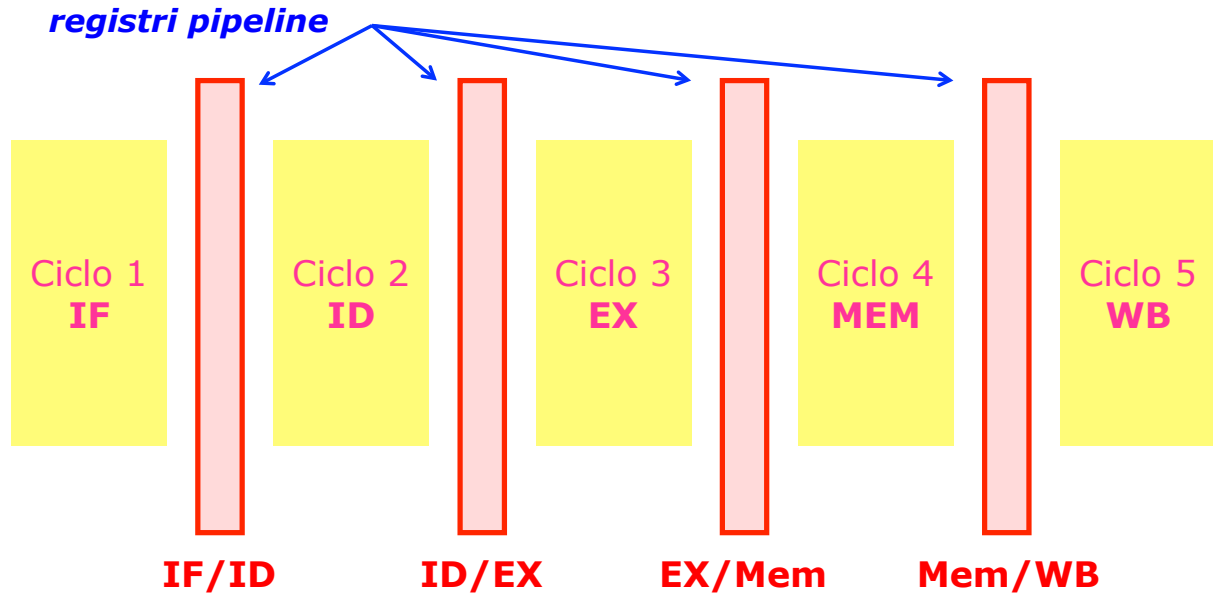 registri pipeline
Ciclo 1
IF
Ciclo 2
ID
Ciclo 3
EX
Ciclo 4
MEM
Ciclo 5
WB
IF/ID
ID/EX
EX/Mem
Mem/WB